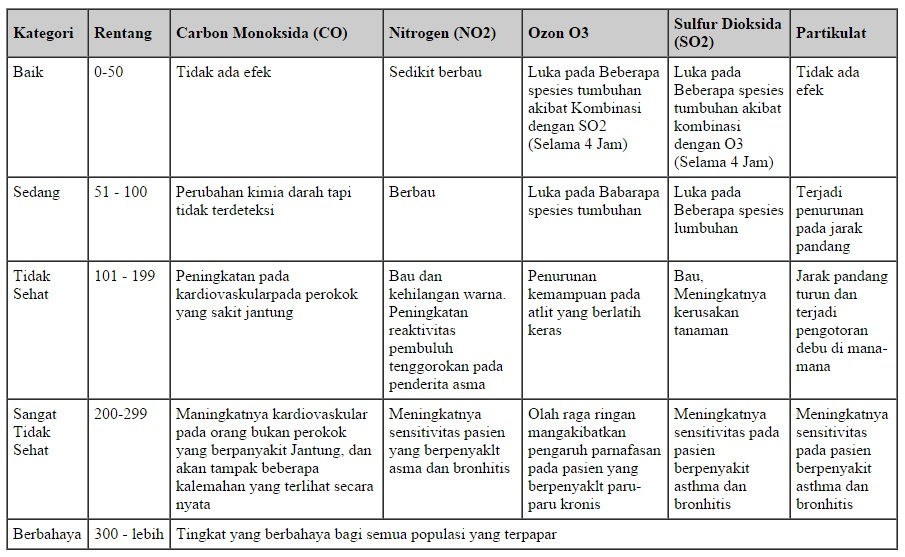 Kategori Rentang Carbon Monoksida (CO) Nitrogen (NO2) Ozon O3 Sulfur Dioksida (SO2) Partikulat
Baik
0-50
Tidak ada efek
Sedikit berbau
Luka pada Beberapa
spesies tumbuhan
akibat Kombinasi
dengan SO2
(Selama 4 Jam)
Luka pada
Beberapa spesies
tumbuhan akibat
kombinasi
dengan O3
(Selama 4 Jam)
Tidak ada
efek
Sedang
51 - 100
Perubahan kimia darah tapi
tidak terdeteksi
Berbau
Luka pada Babarapa
spesies tumbuhan
Luka pada
Beberapa spesies
lumbuhan
Terjadi
penurunan
pada jarak
pandang
Tidak
Sehat
101 - 199
Peningkatan pada
kardiovaskularpada perokok
yang sakit jantung
Bau dan
kehilangan warna.
Peningkatan
reaktivitas
pembuluh
tenggorokan pada
penderita asma
Penurunan
kemampuan pada
atlit yang berlatih
keras
Bau,
Meningkatnya
kerusakan
tanaman
Jarak pandang
turun dan
terjadi
pengotoran
debu di mana-
mana
Sangat
Tidak
Sehat
200-299
Maningkatnya kardiovaskular
pada orang bukan perokok
yang berpanyakit Jantung, dan
akan tampak beberapa
kalemahan yang terlihat secara
nyata
Meningkatnya
sensitivitas pasien
yang berpenyaklt
asma dan bronhitis
Olah raga ringan
mangakibatkan
pengaruh parnafasan
pada pasien yang
berpenyaklt paru-
paru kronis
Meningkatnya
sensitivitas pada
pasien
berpenyakit
asthma dan
bronhitis
Meningkatnya
sensitivitas
pada pasien
berpenyakit
asthma dan
bronhitis
Berbahaya
300 - lebih
Tingkat yang berbahaya bagi semua populasi yang terpapar